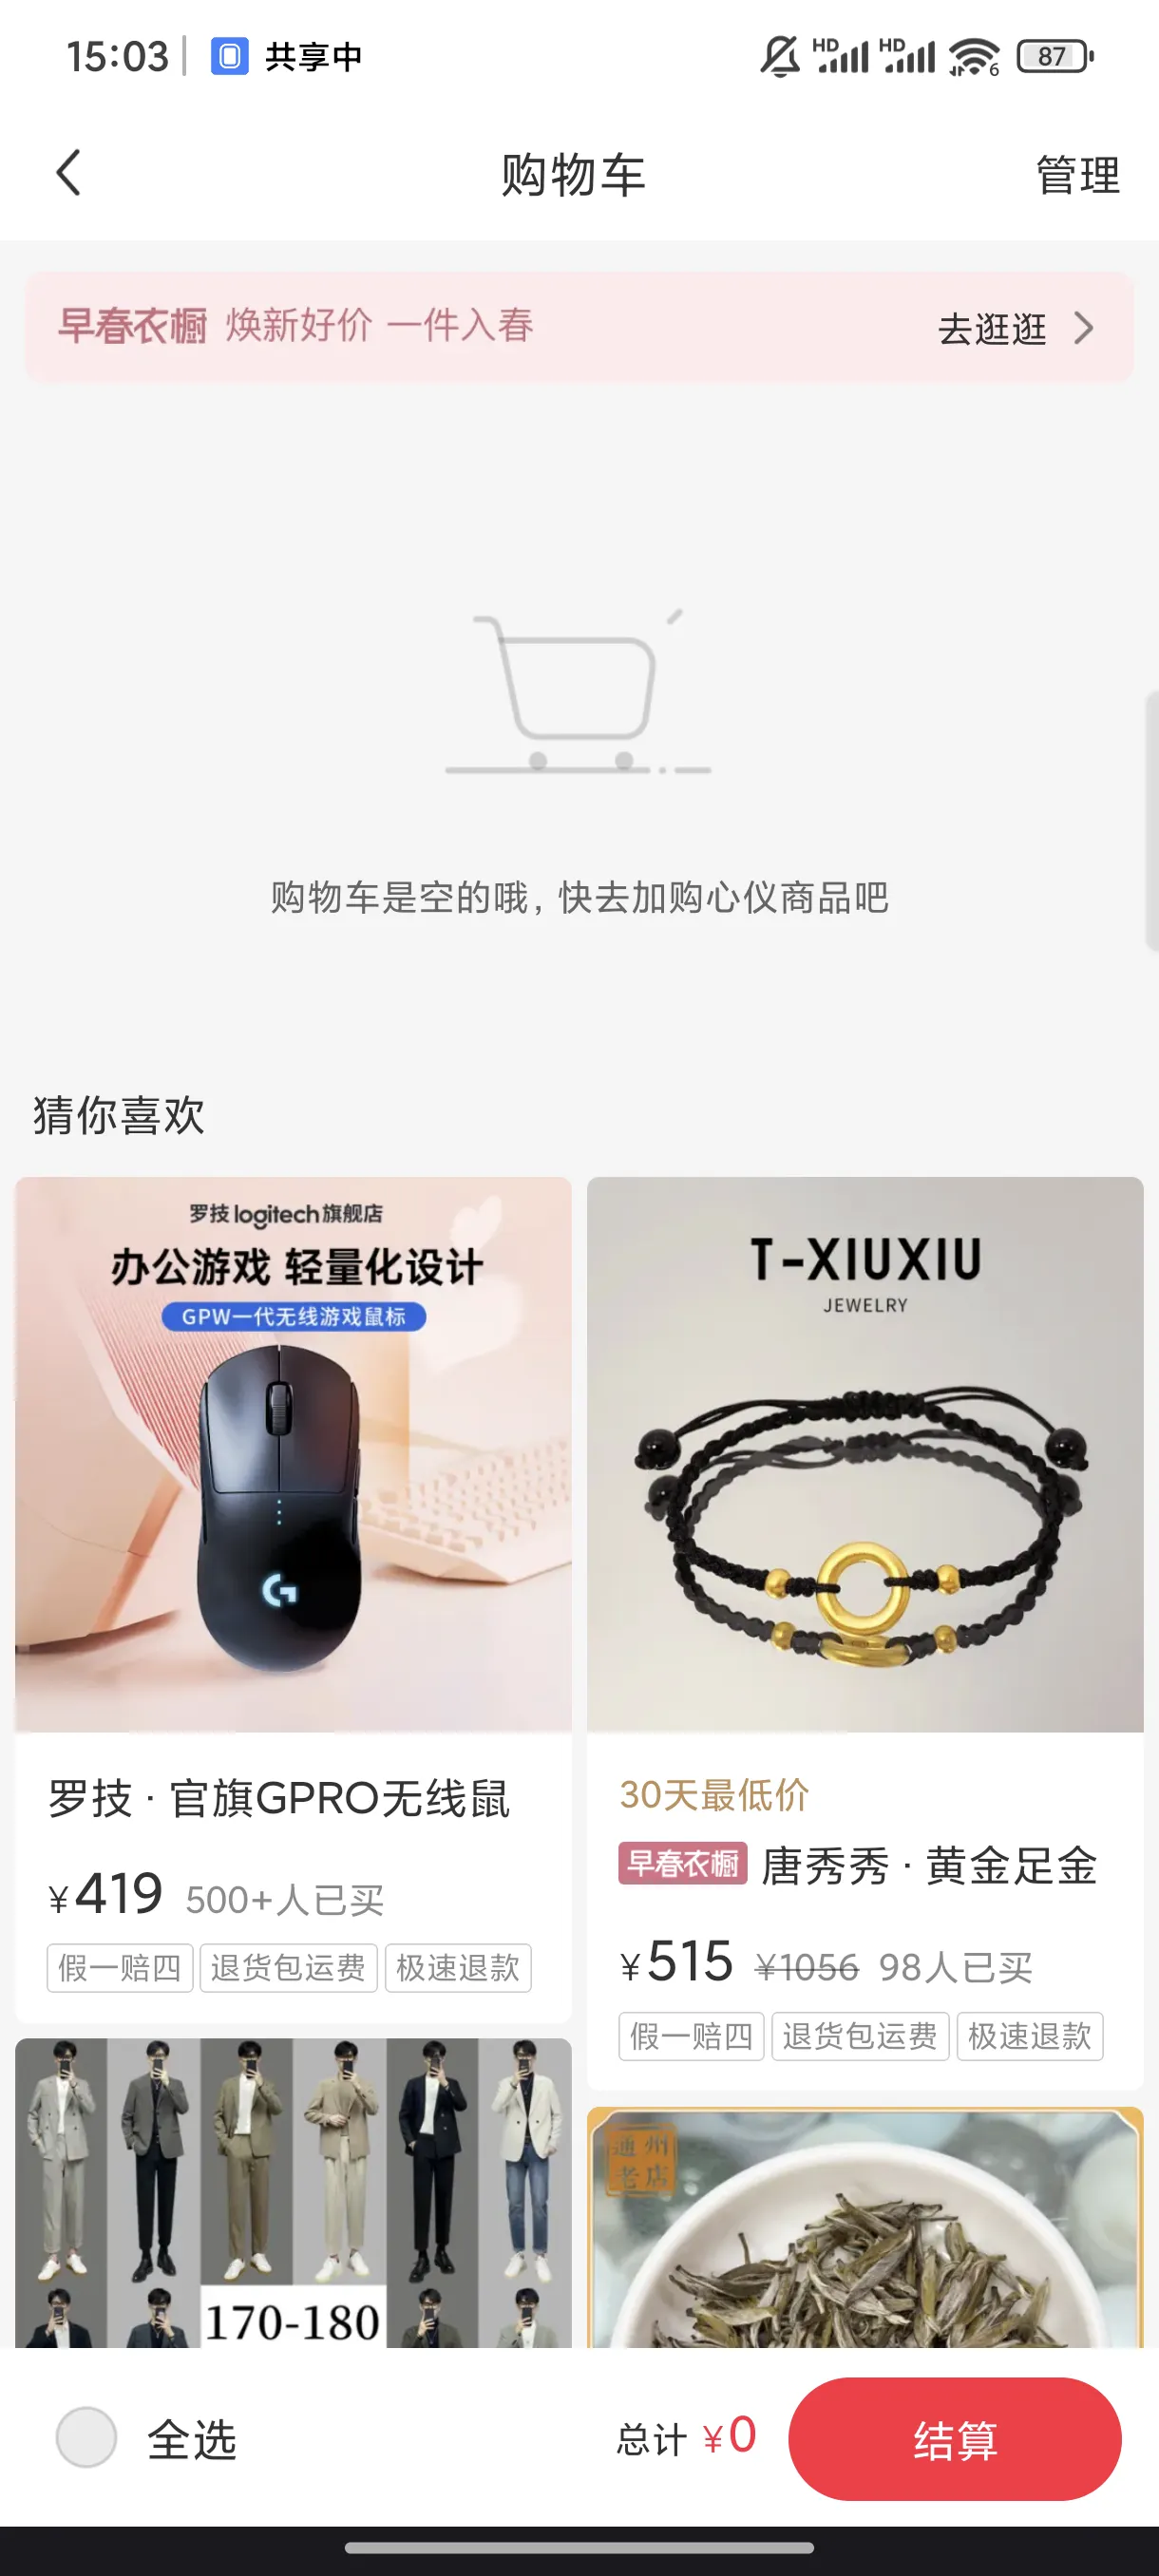 15:03 共享中 HD HD 6 87
购物车 管理
早春衣橱 焕新好价 一件入春 去逛逛
购物车是空的哦, 快去加购心仪商品吧
猜你喜欢
罗技 logitech 旗舰店
办公游戏 轻量化设计
GPW一代无线游戏鼠标
罗技 · 官旗GPRO无线鼠
¥419 500+人已买
假一赔四 退货包运费 极速退款
T-XIUXIU
JEWELRY
30天最低价
早春衣橱 唐秀秀 · 黄金足金
¥515 ¥1056 98人已买
假一赔四 退货包运费 极速退款
170-180
通州
老店
全选 总计 ¥0 结算